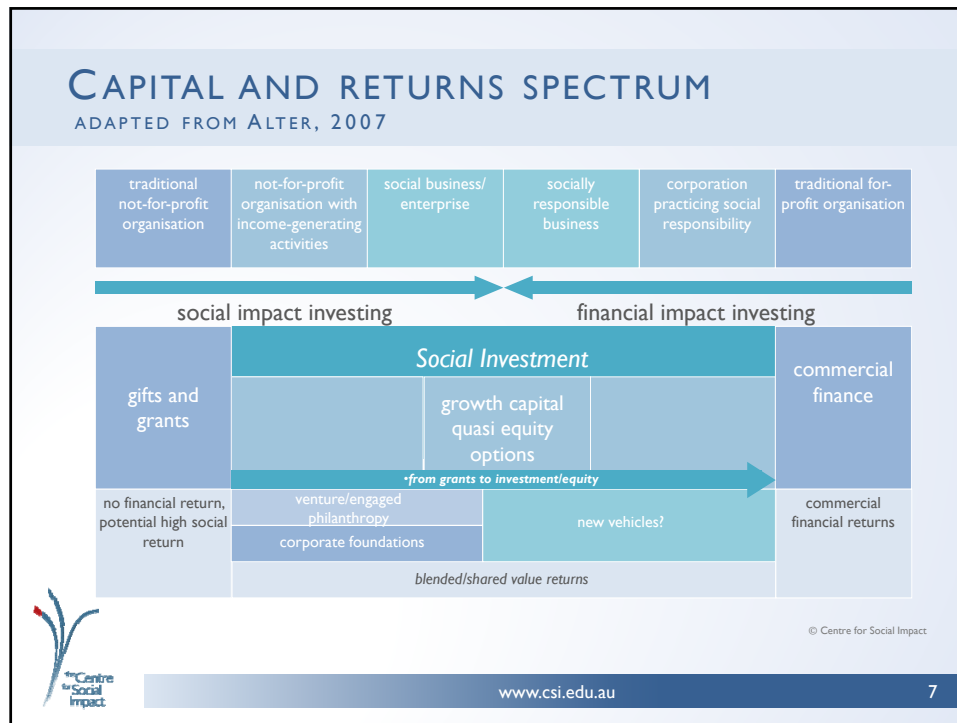 CAPITAL AND RETURNS SPECTRUM
ADAPTED FROM ALTER, 2007
traditional
not-for-profit
organisation
not-for-profit
organisation with
income-generating
activities
social business/
enterprise
socially
responsible
business
corporation
practicing social
responsibility
traditional for-
profit organisation
social impact investing
financial impact investing
gifts and
grants
Social Investment
growth capital
quasi equity
options
commercial
finance
•from grants to investment/equity
no financial return,
potential high social
return
venture/engaged
philanthropy
corporate foundations
new vehicles?
commercial
financial returns
blended/shared value returns
© Centre for Social Impact
the Centre
for Social
Impact
www.csi.edu.au
7